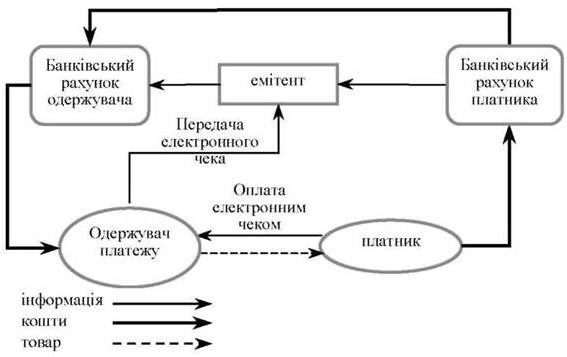 Банківський
рахунок
одержувача
емітент
Банківський
рахунок
платника
Передача
електронного
чека
Оплата
електронним
чеком
Одержувач
платежу
платник
інформація
кошти
товар